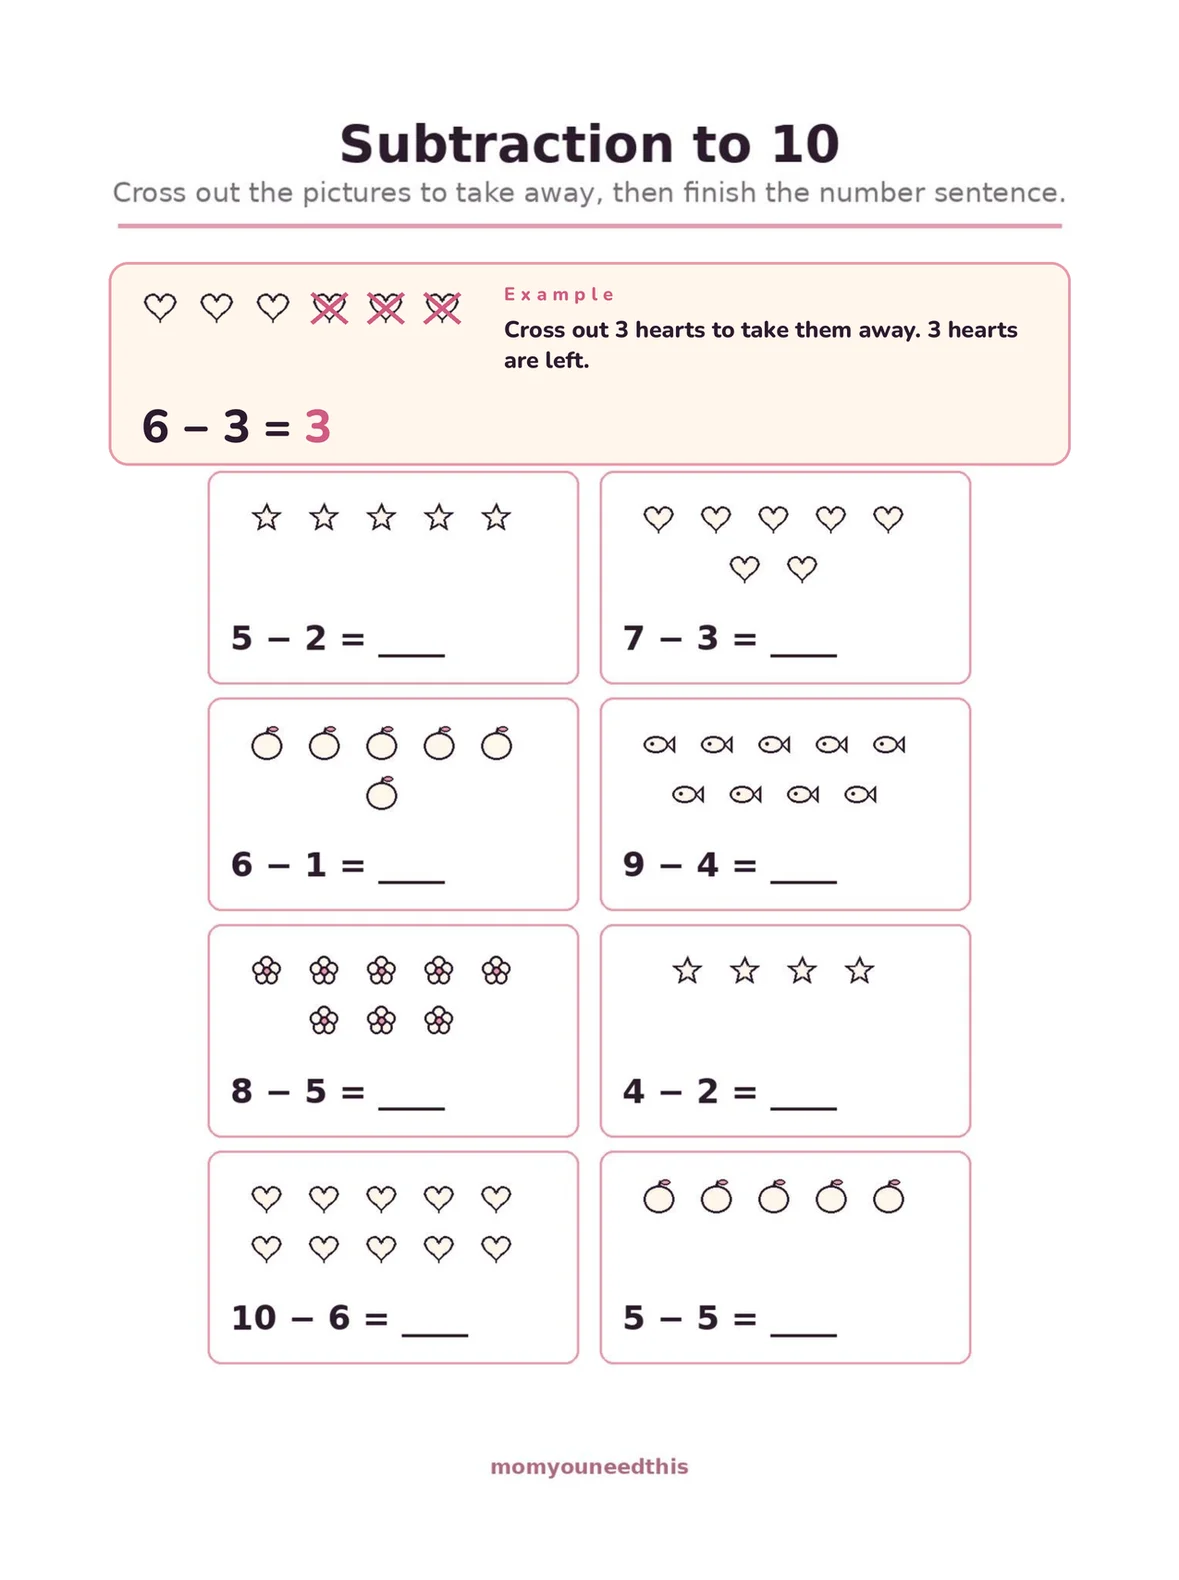 Subtraction to 10
Cross out the pictures to take away, then finish the number sentence.
Example
Cross out 3 hearts to take them away. 3 hearts
are left.
6 – 3 = 3
5 − 2 = ____
7 − 3 = ____
6 − 1 = ____
9 − 4 = ____
8 − 5 = ____
4 − 2 = ____
10 − 6 = ____
5 − 5 = ____
momyouneedthis